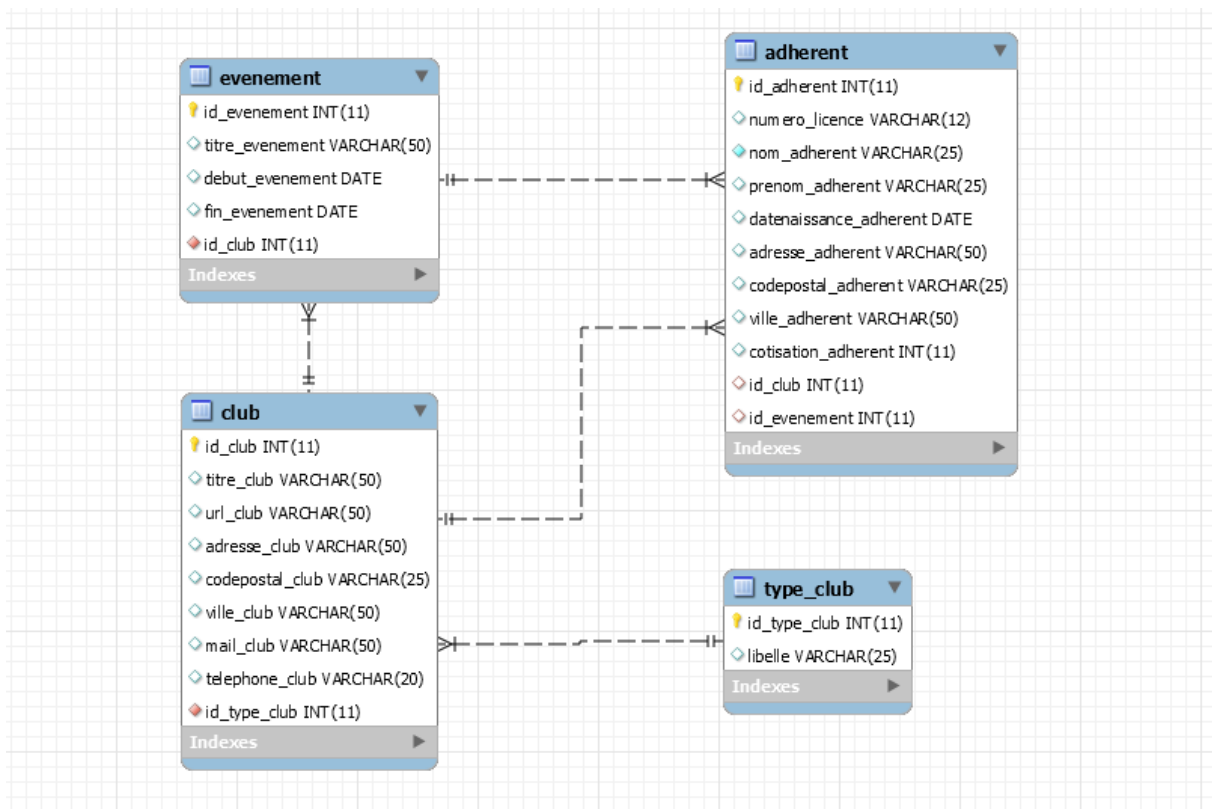 evenement
id_evenement INT(11)
titre_evenement VARCHAR(50)
debut_evenement DATE
fin_evenement DATE
id_club INT(11)
Indexes
adherent
id_adherent INT(11)
numero_licence VARCHAR(12)
nom_adherent VARCHAR(25)
prenom_adherent VARCHAR(25)
datenaissance_adherent DATE
adresse_adherent VARCHAR(50)
codepostal_adherent VARCHAR(25)
ville_adherent VARCHAR(50)
cotisation_adherent INT(11)
id_club INT(11)
id_evenement INT(11)
Indexes
club
id_club INT(11)
titre_club VARCHAR(50)
url_club VARCHAR(50)
adresse_club VARCHAR(50)
codepostal_club VARCHAR(25)
ville_club VARCHAR(50)
mail_club VARCHAR(50)
telephone_club VARCHAR(20)
id_type_club INT(11)
Indexes
type_club
id_type_club INT(11)
libelle VARCHAR(25)
Indexes